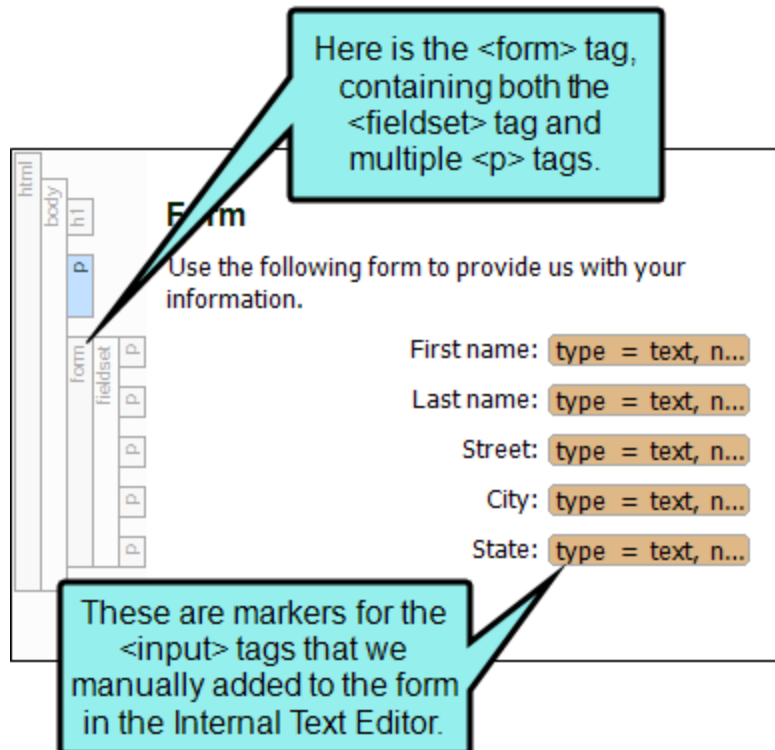 Here is the <form> tag,
containing both the
<fieldset> tag and
multiple <p> tags.
html
body
h1
Form
p
Use the following form to provide us with your
information.
form
fieldset
p
First name: type = text, n...
p
Last name: type = text, n...
p
Street: type = text, n...
p
City: type = text, n...
p
State: type = text, n...
These are markers for the
<input> tags that we
manually added to the form
in the Internal Text Editor.